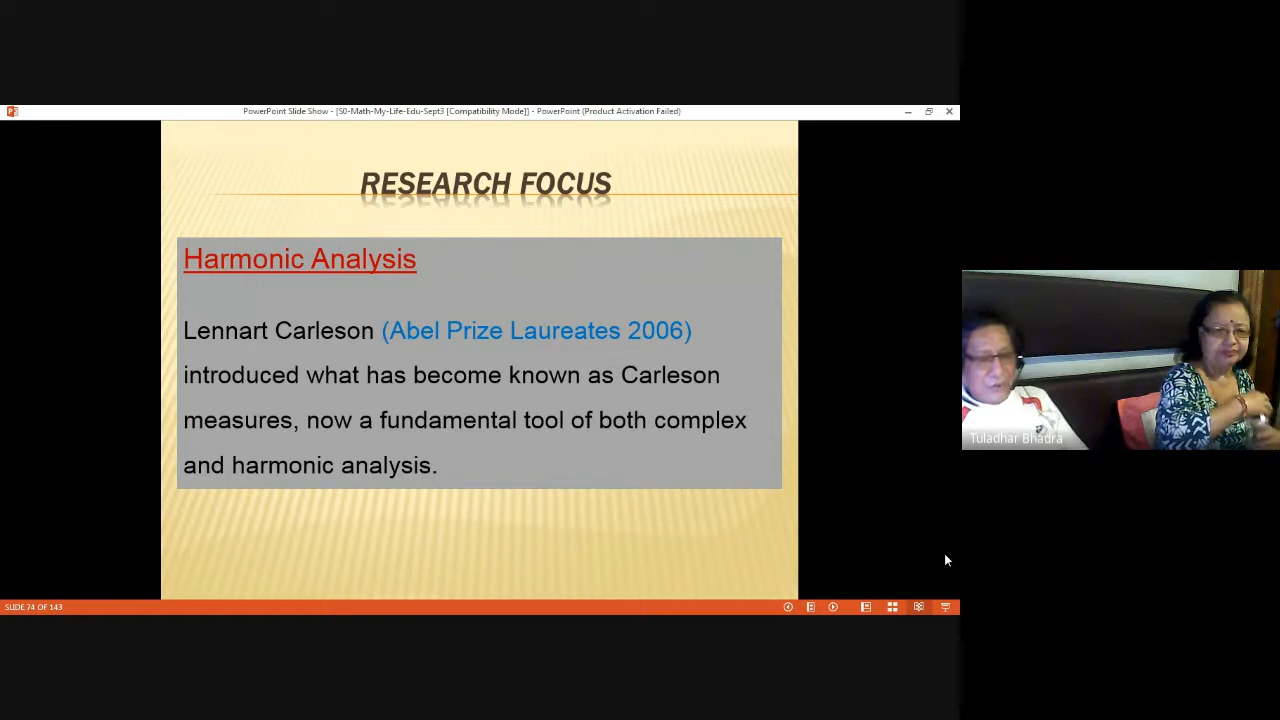 PowerPoint Slide Show - [S0-Math-My-Life-Edu-Sept3 [Compatibility Mode]] - PowerPoint (Product Activation Failed)
RESEARCH FOCUS
Harmonic Analysis
Lennart Carleson (Abel Prize Laureates 2006)
introduced what has become known as Carleson
measures, now a fundamental tool of both complex
and harmonic analysis.
Tuladhar Bhadra
SLIDE 74 OF 143